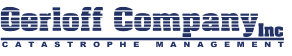 Gerloff Company Inc
CATASTROPHE MANAGEMENT